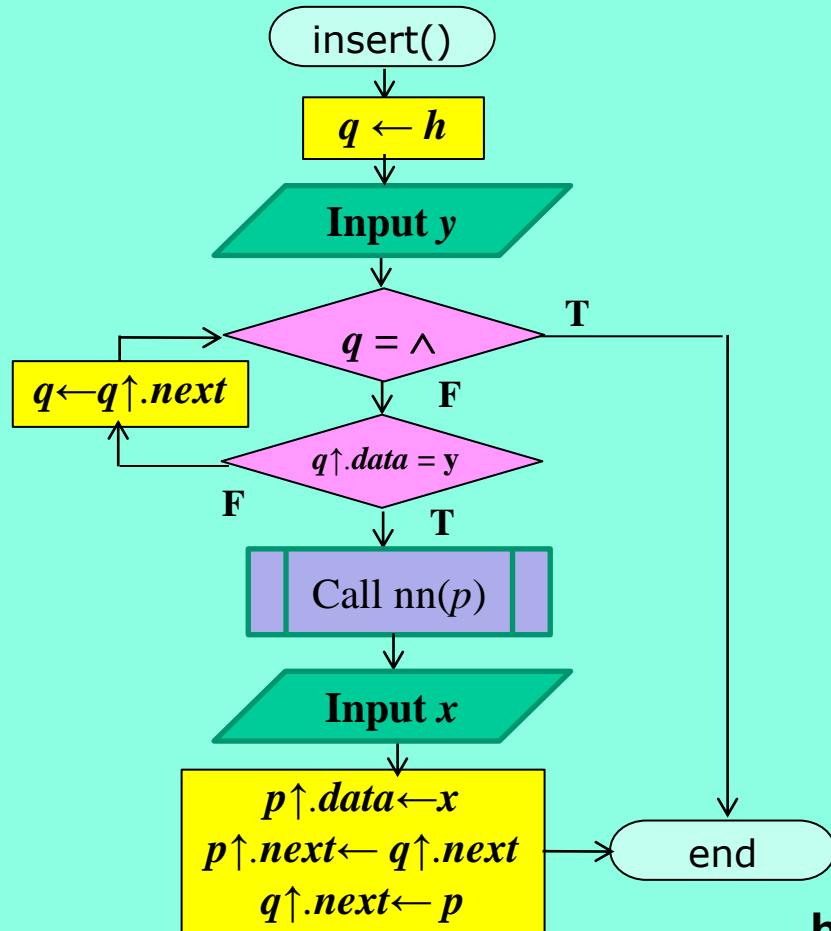 insert()
q ← h
Input y
q = ∧
T
q←q↑.next
F
q↑.data = y
F
T
Call nn(p)
Input x
p↑.data←x
p↑.next← q↑.next
q↑.next← p
end